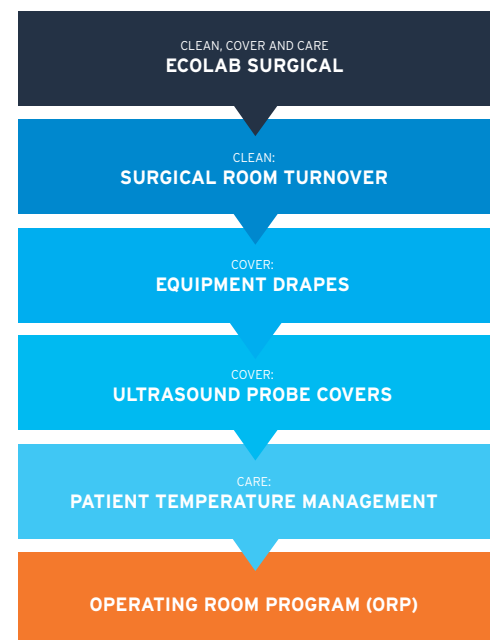 CLEAN, COVER AND CARE
ECOLAB SURGICAL
CLEAN:
SURGICAL ROOM TURNOVER
COVER:
EQUIPMENT DRAPES
COVER:
ULTRASOUND PROBE COVERS
CARE:
PATIENT TEMPERATURE MANAGEMENT
OPERATING ROOM PROGRAM (ORP)